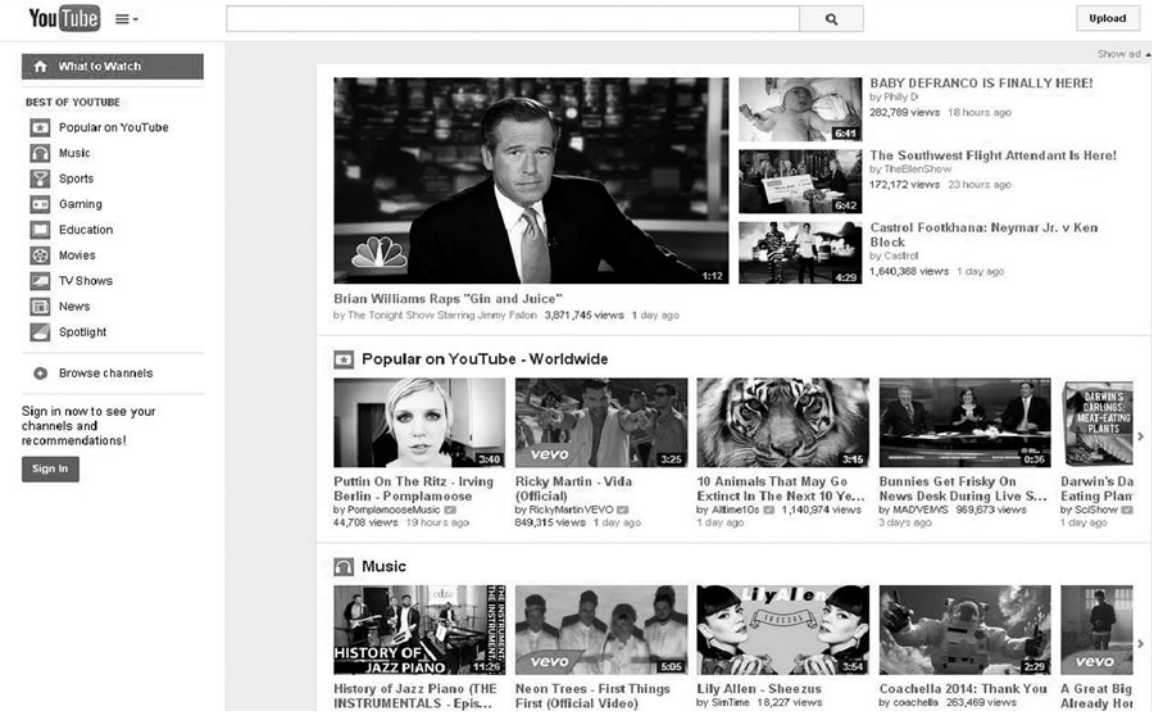 YouTube
Upload
What to Watch
Show ad
BEST OF YOUTUBE
Popular on YouTube
Music
Sports
Gaming
Education
Movies
TV Shows
News
Spotlight
Browse channels
Sign in now to see your
channels and
recommendations!
Sign In
1:12
Brian Williams Raps "Gin and Juice"
by The Tonight Show Starring Jimmy Fallon 3,871,745 views 1 day ago
6:41
BABY DEFRANCO IS FINALLY HERE!
by Philly D
282,789 views 18 hours ago
6:42
The Southwest Flight Attendant Is Here!
by TheEllenShow
172,172 views 23 hours ago
4:29
Castrol Footkhana: Neymar Jr. v Ken
Block
by Castrol
1,640,368 views 1 day ago
Popular on YouTube - Worldwide
3:40
Puttin On The Ritz - Irving
Berlin - Pomplamoose
by PomplamooseMusic
44,708 views 19 hours ago
vevo
3:25
Ricky Martin - Vida
(Official)
by RickyMartinVEVO
849,315 views 1 day ago
3:15
10 Animals That May Go
Extinct In The Next 10 Ye...
by Alltime10s 1,140,974 views
1 day ago
0:36
Bunnies Get Frisky On
News Desk During Live S...
by MADVEMVS 969,673 views
3 days ago
DARWIN'S
DARLINGS:
MEAT-EATING
PLANTS
Darwin's Da
Eating Plan
by SciShow
1 day ago
Music
THE INSTRUMENT
THE INSTRUMENT
HISTORY OF
JAZZ PIANO
11:26
History of Jazz Piano (THE
INSTRUMENTALS - Epis...
vevo
5:05
Neon Trees - First Things
First (Official Video)
Lily Allen
SHEEZUS
3:54
Lily Allen - Sheezus
by SimTime 18,227 views
2:29
Coachella 2014: Thank You
by coachella 263,469 views
vevo
A Great Big
Already Ho